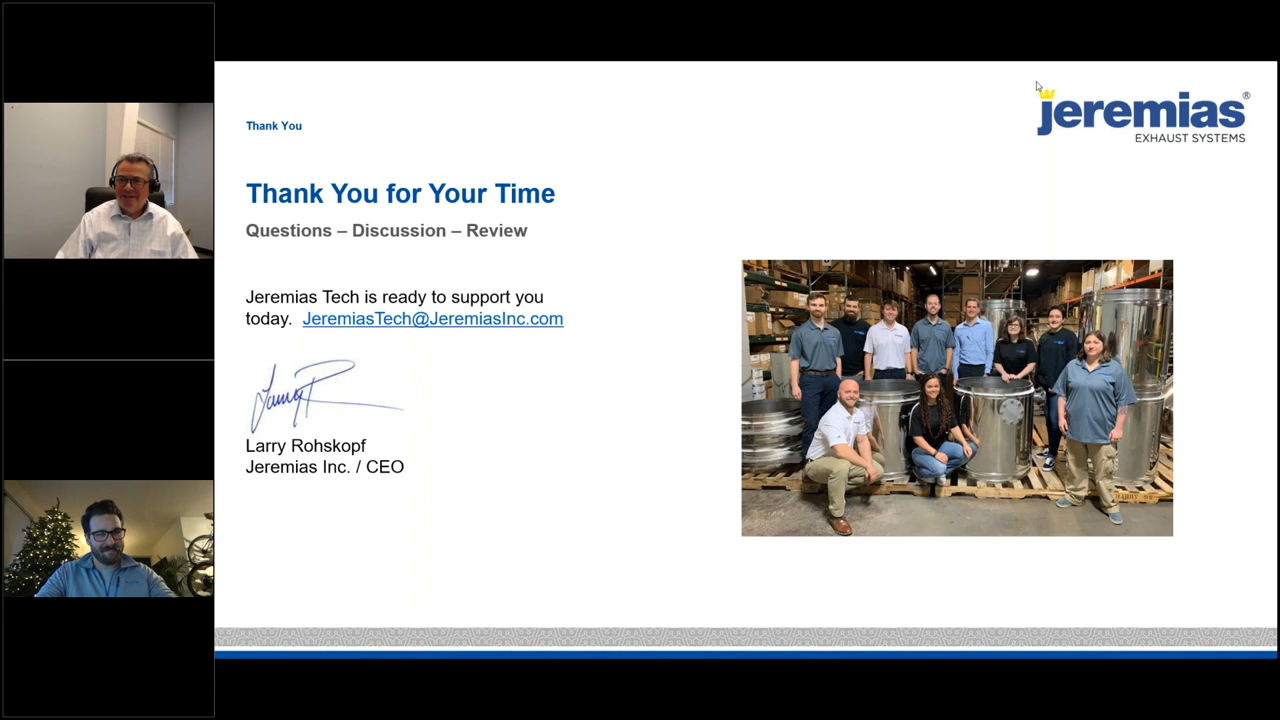 Thank You
jeremias®
EXHAUST SYSTEMS
Thank You for Your Time
Questions – Discussion – Review
Jeremias Tech is ready to support you
today. JeremiasTech@JeremiasInc.com
Larry Rohskopf
Jeremias Inc. / CEO